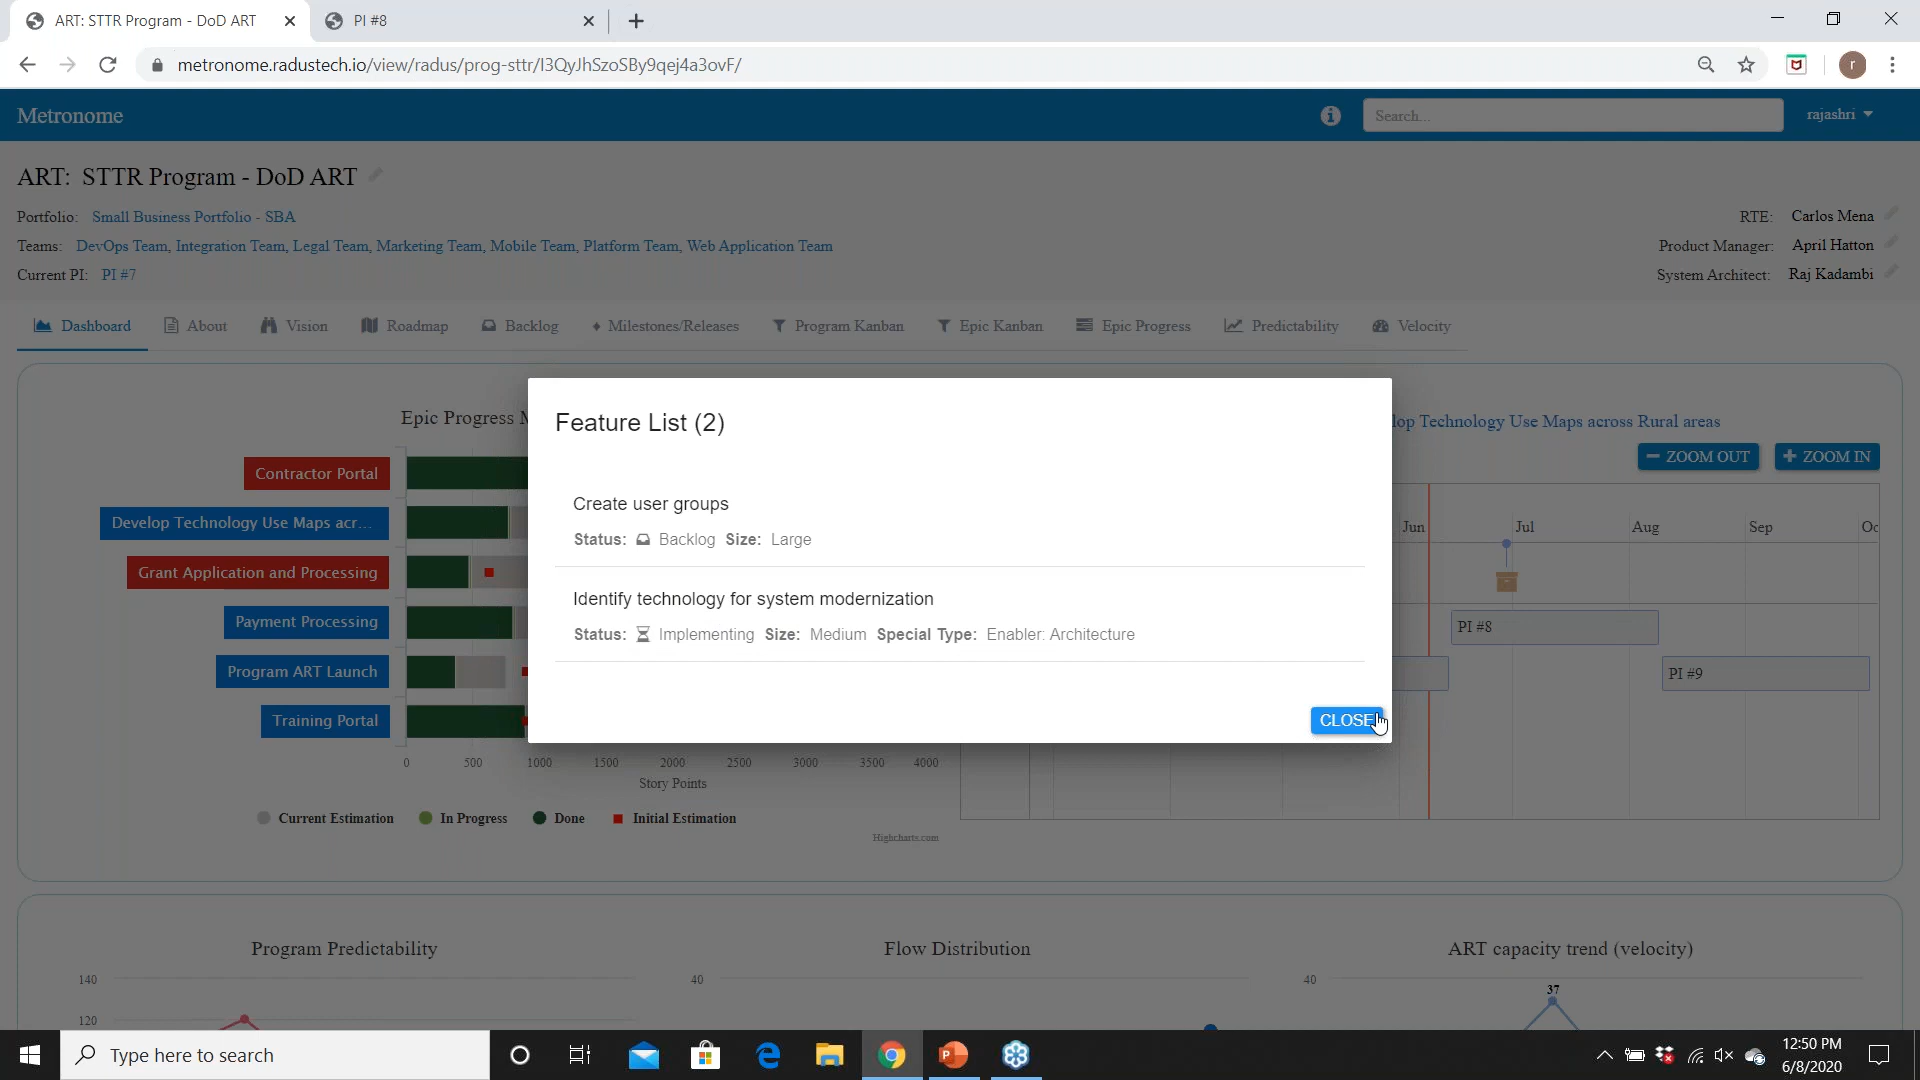 ART: STTR Program - DoD ART
PI #8
metronome.radustech.io/view/radus/prog-sttr/I3QyJhSzoSBy9qej4a3ovF/
r
Metronome
Search...
rajashri
ART: STTR Program - DoD ART
Portfolio: Small Business Portfolio - SBA
RTE: Carlos Mena
Teams: DevOps Team, Integration Team, Legal Team, Marketing Team, Mobile Team, Platform Team, Web Application Team
Product Manager: April Hatton
Current PI: PI #7
System Architect: Raj Kadambi
Dashboard About Vision Roadmap Backlog Milestones/Releases Program Kanban Epic Kanban Epic Progress Predictability Velocity
Epic Progress
lop Technology Use Maps across Rural areas
ZOOM OUT ZOOM IN
Feature List (2)
Create user groups
Status: Backlog Size: Large
Identify technology for system modernization
Status: Implementing Size: Medium Special Type: Enabler: Architecture
CLOSE
Contractor Portal
Develop Technology Use Maps acr...
Grant Application and Processing
Payment Processing
Program ART Launch
Training Portal
0 500 1000 1500 2000 2500 3000 3500 4000
Story Points
Current Estimation In Progress Done Initial Estimation
Highcharts.com
Jun Jul Aug Sep Oc
PI #8
PI #9
Program Predictability
140
120
Flow Distribution
40
ART capacity trend (velocity)
40
37
Type here to search
12:50 PM
6/8/2020